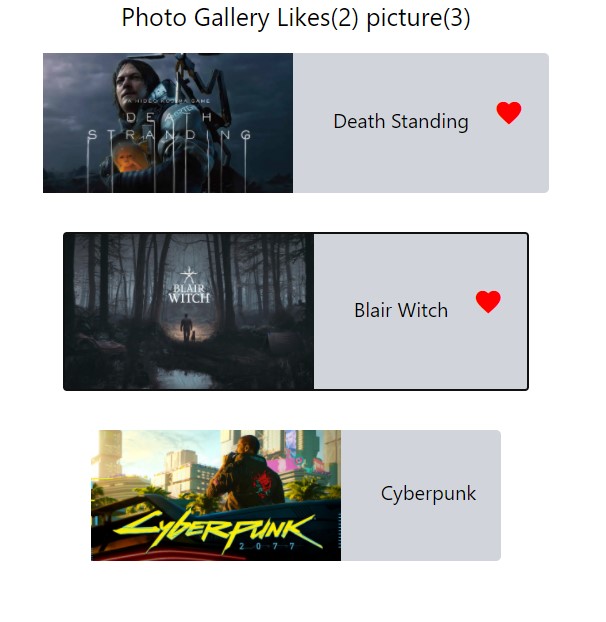 Photo Gallery Likes(2) picture(3)
A HIDEO KOJIMA GAME
DEATH
STRANDING
Death Standing
BLAIR
WITCH
Blair Witch
Cyberpunk
2077
Cyberpunk